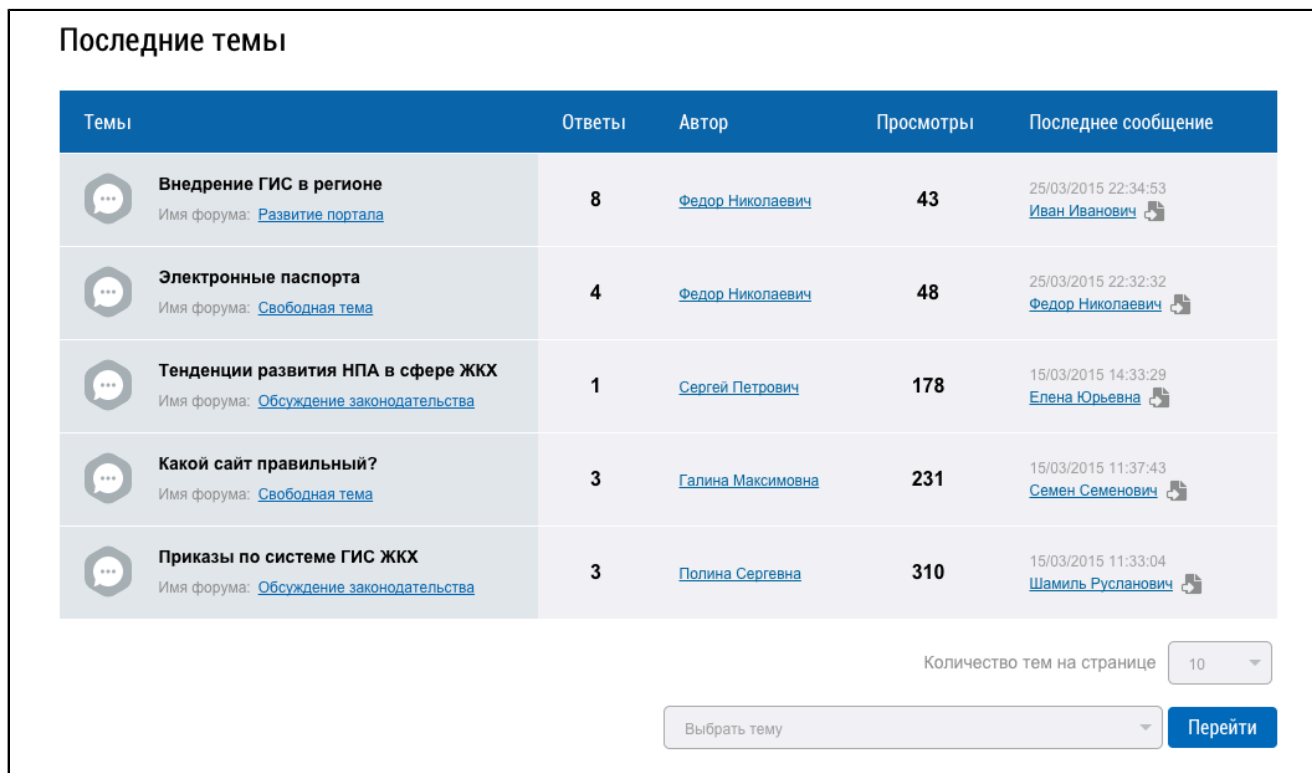 Последние темы
Темы Ответы Автор Просмотры Последнее сообщение
Внедрение ГИС в регионе
Имя форума: Развитие портала
8 Федор Николаевич 43
25/03/2015 22:34:53
Иван Иванович
Электронные паспорта
Имя форума: Свободная тема
4 Федор Николаевич 48
25/03/2015 22:32:32
Федор Николаевич
Тенденции развития НПА в сфере ЖКХ
Имя форума: Обсуждение законодательства
1 Сергей Петрович 178
15/03/2015 14:33:29
Елена Юрьевна
Какой сайт правильный?
Имя форума: Свободная тема
3 Галина Максимовна 231
15/03/2015 11:37:43
Семен Семенович
Приказы по системе ГИС ЖКХ
Имя форума: Обсуждение законодательства
3 Полина Сергевна 310
15/03/2015 11:33:04
Шамиль Русланович
Количество тем на странице 10
Выбрать тему Перейти